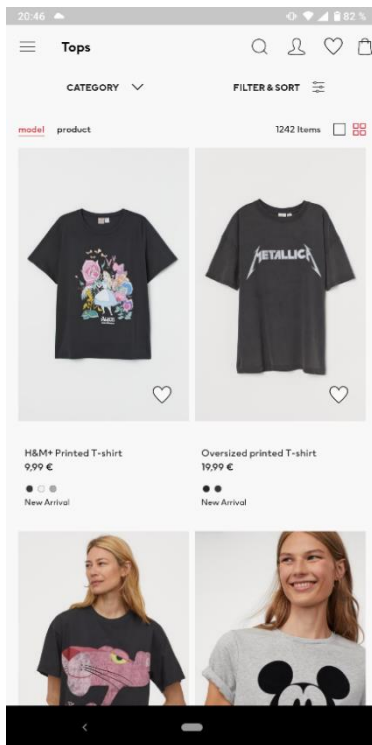 20:46 82 %
Tops
CATEGORY FILTER & SORT
model product 1242 Items
METALLICA
H&M+ Printed T-shirt
9,99 €
New Arrival
Oversized printed T-shirt
19,99 €
New Arrival